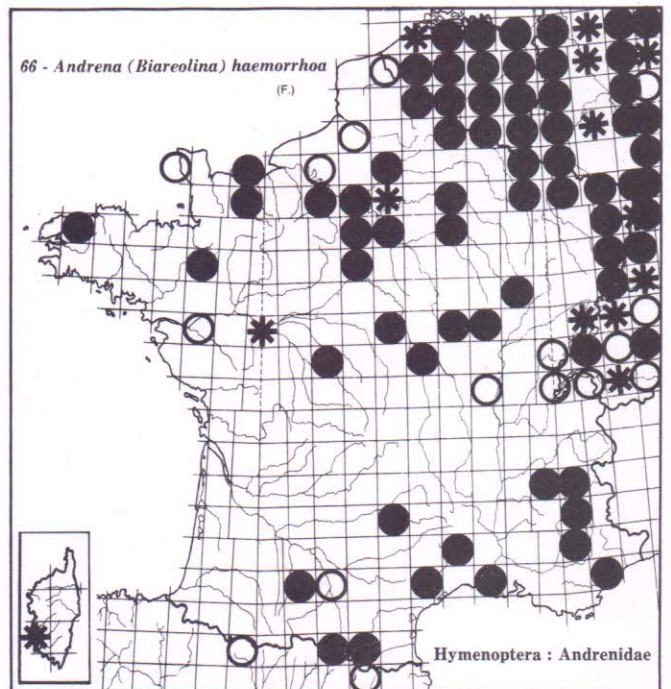 66 - Andrena (Biareolina) haemorrhoa
(F.)
Hymenoptera : Andrenidae